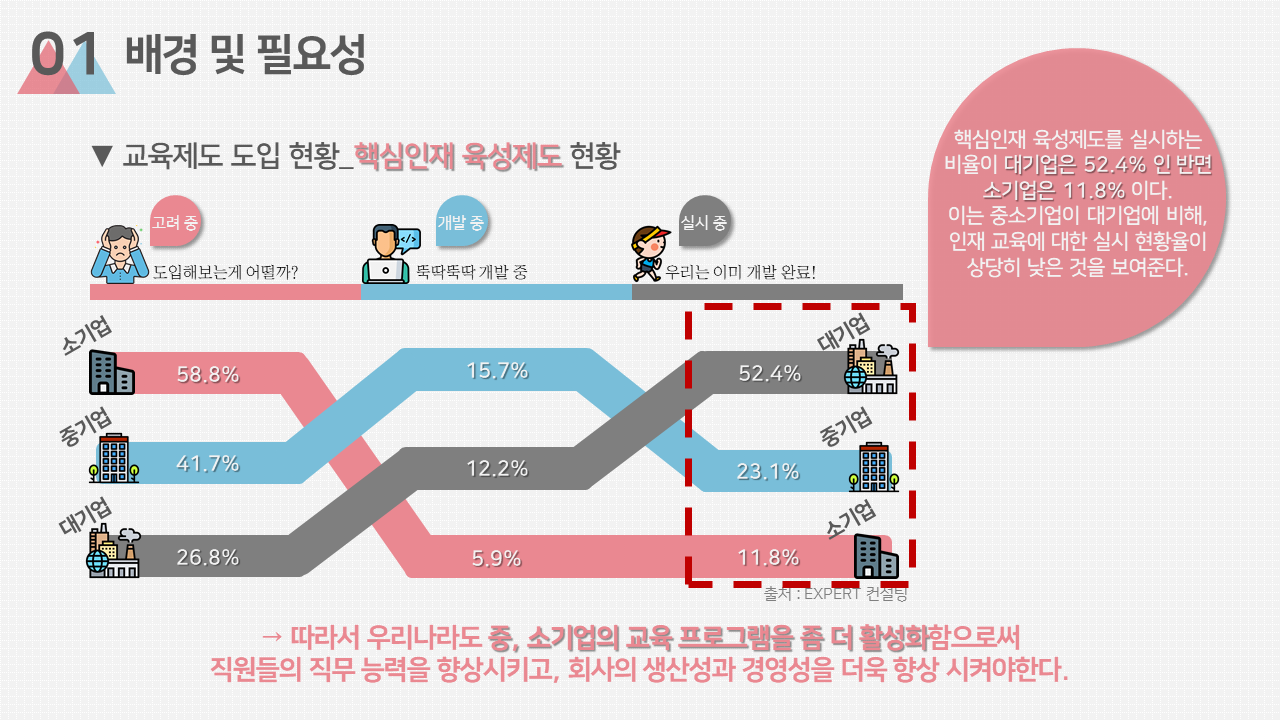 01 배경 및 필요성
▼ 교육제도 도입 현황_핵심인재 육성제도 현황
핵심인재 육성제도를 실시하는
비율이 대기업은 52.4% 인 반면
소기업은 11.8% 이다.
이는 중소기업이 대기업에 비해,
인재 교육에 대한 실시 현황율이
상당히 낮은 것을 보여준다.
고려 중
도입해보는게 어떨까?
개발 중
뚝딱뚝딱 개발 중
실시 중
우리는 이미 개발 완료!
소기업
58.8%
중기업
41.7%
대기업
26.8%
15.7%
12.2%
5.9%
대기업
52.4%
중기업
23.1%
소기업
11.8%
출처 : EXPERT 컨설팅
→ 따라서 우리나라도 중, 소기업의 교육 프로그램을 좀 더 활성화함으로써
직원들의 직무 능력을 향상시키고, 회사의 생산성과 경영성을 더욱 향상 시켜야한다.